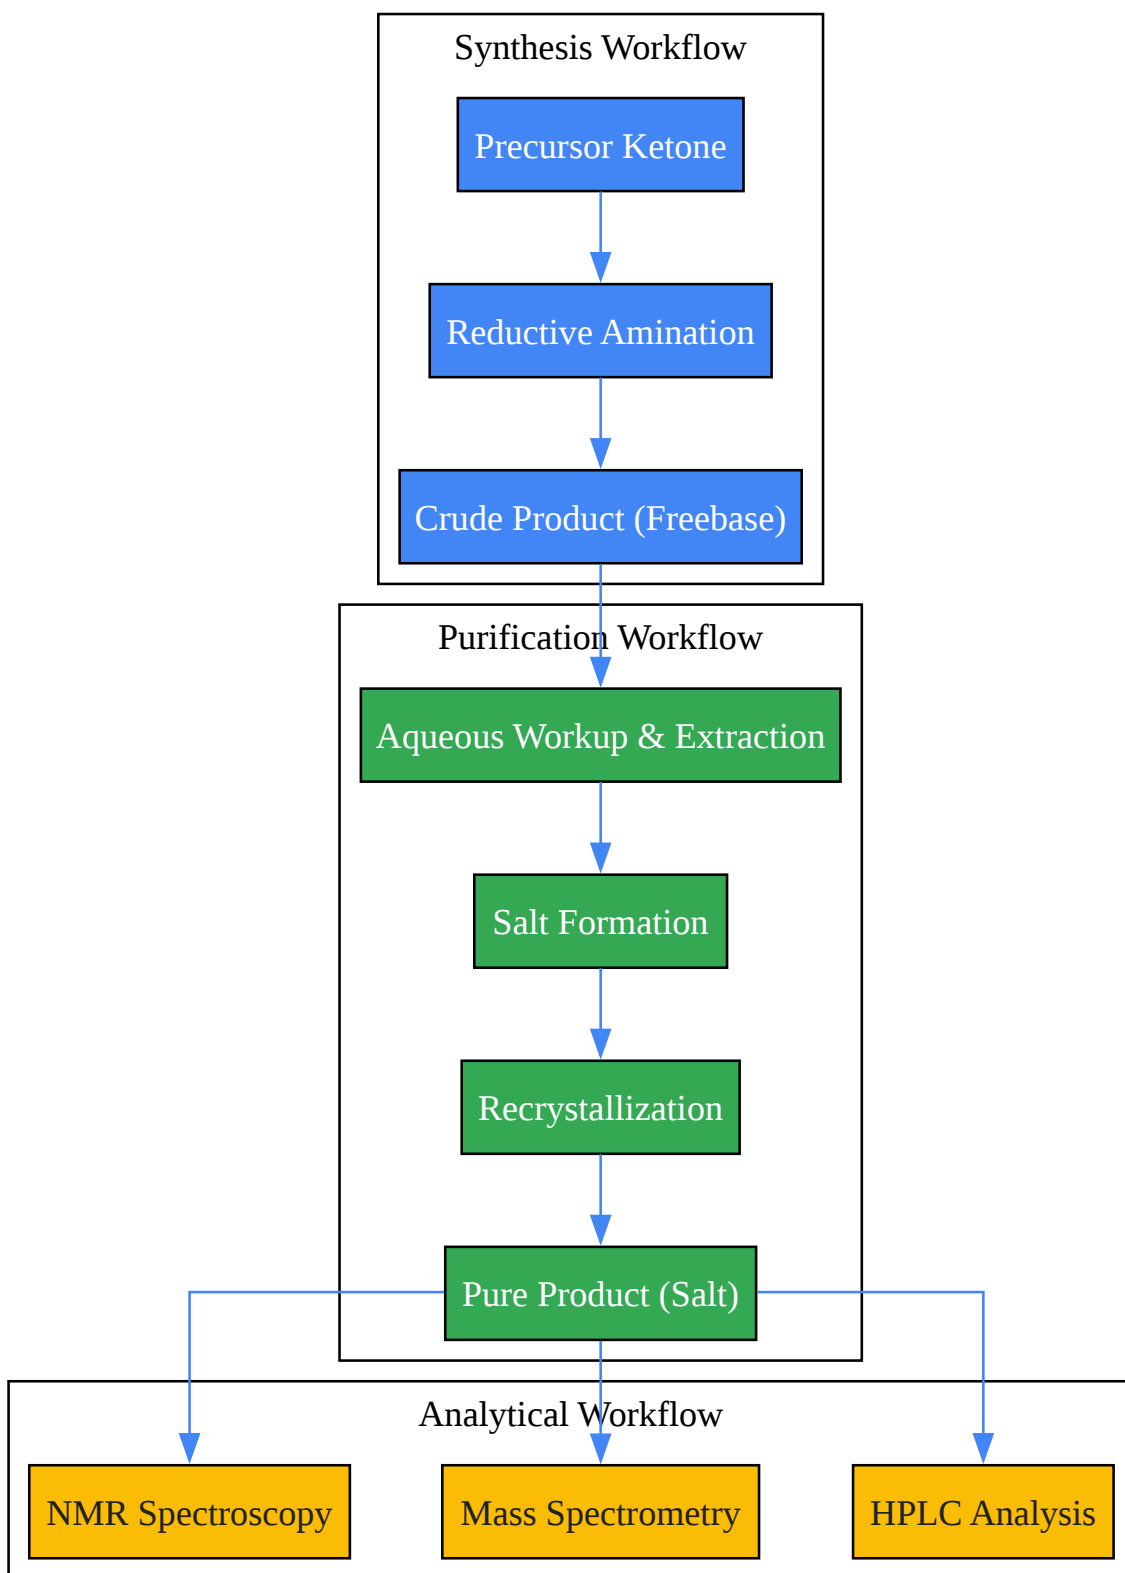 Synthesis Workflow
Precursor Ketone
Reductive Amination
Crude Product (Freebase)
Purification Workflow
Aqueous Workup & Extraction
Salt Formation
Recrystallization
Pure Product (Salt)
Analytical Workflow
NMR Spectroscopy
Mass Spectrometry
HPLC Analysis